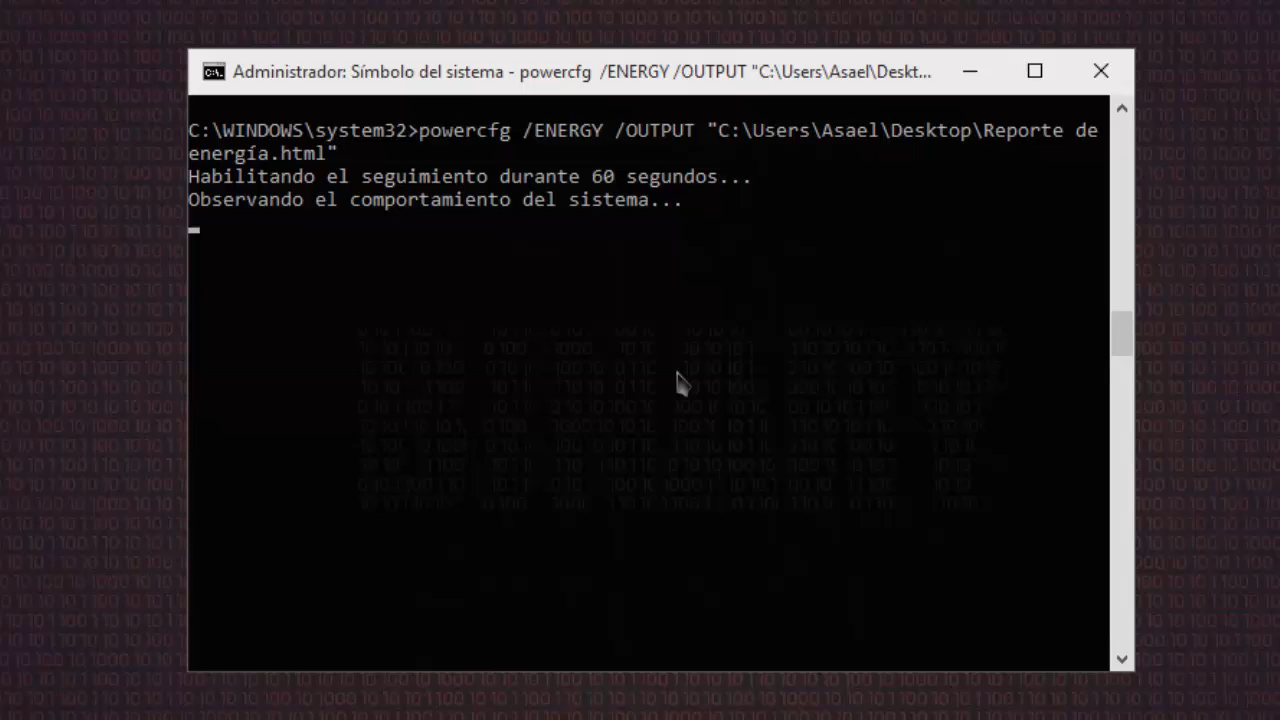 Administrador: Símbolo del sistema - powercfg /ENERGY /OUTPUT "C:\Users\Asael\Deskt...
C:\WINDOWS\system32>powercfg /ENERGY /OUTPUT "C:\Users\Asael\Desktop\Reporte de
energía.html"
Habilitando el seguimiento durante 60 segundos...
Observando el comportamiento del sistema...